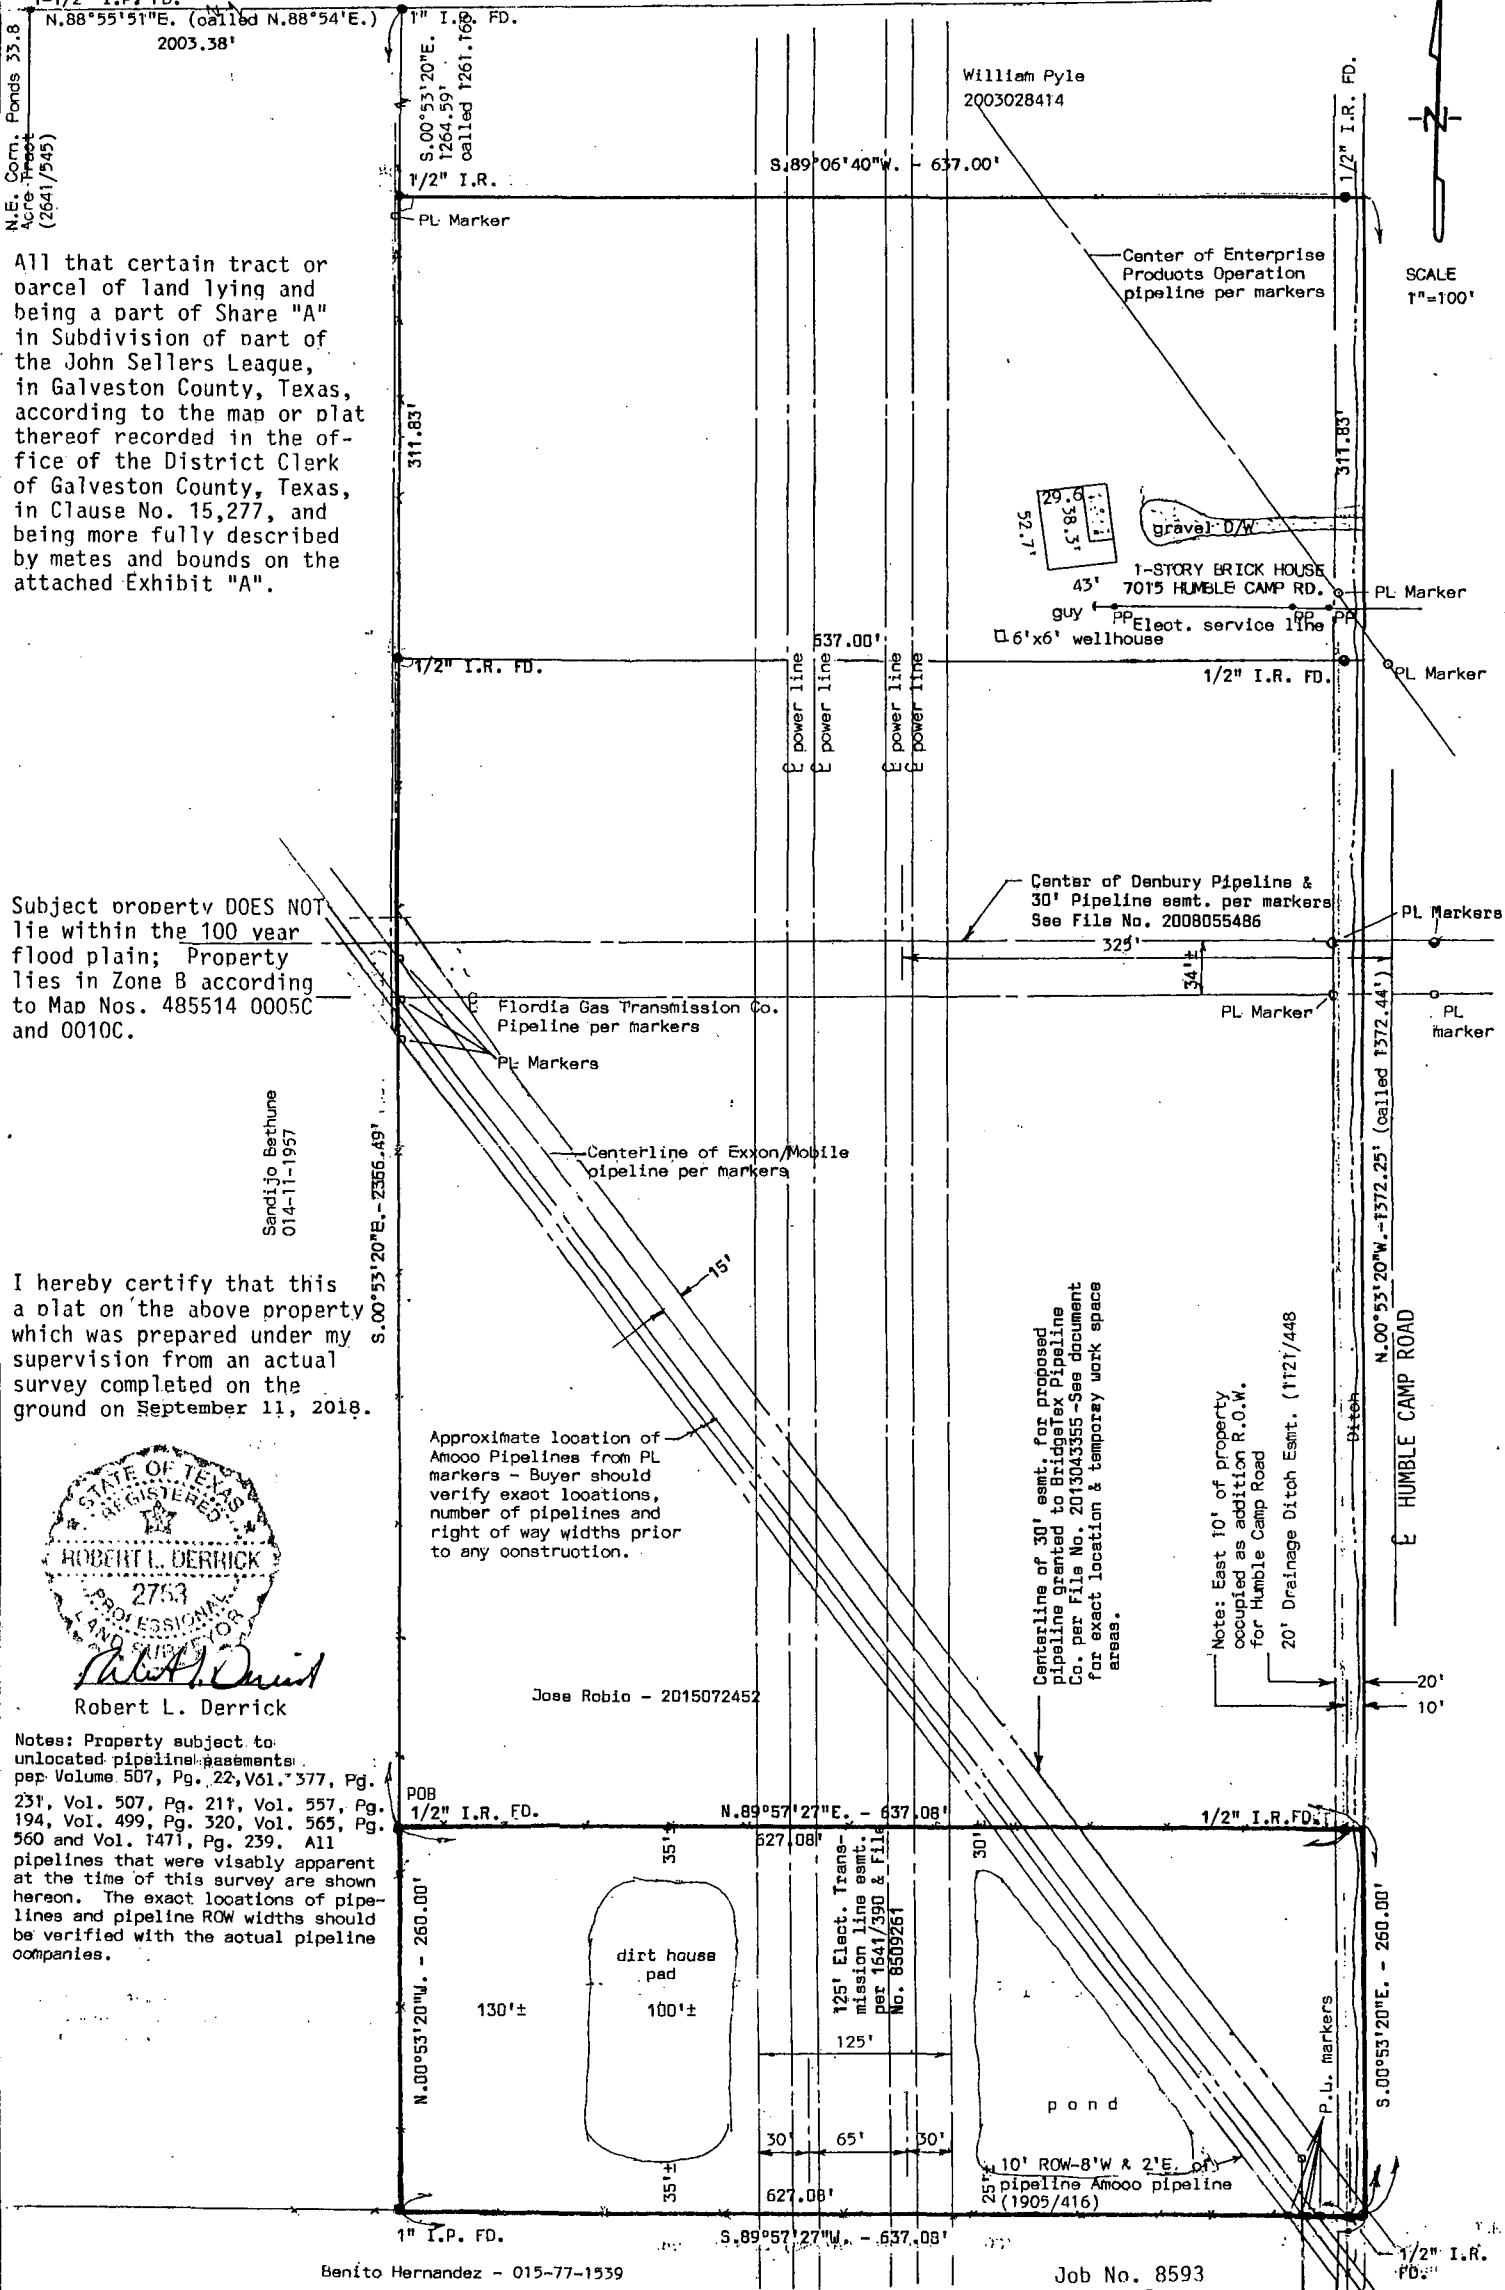 1-1/2" I.P. FD.
N.88°55'51"E. (called N.88°54'E.)
2003.38'
1" I.P. FD.
N.E. Corn. Ponds 33.8
Acre Tract
(2641/545)
S.00°53'20"E.
1264.59'
called 1261.16'
1/2" I.R.
PL Marker
William Pyle
2003028414
S.89°06'40"W. - 637.00'
1/2" I.R. FD.
N
SCALE
1"=100'
Center of Enterprise
Products Operation
pipeline per markers
All that certain tract or
parcel of land lying and
being a part of Share "A"
in Subdivision of part of
the John Sellers League,
in Galveston County, Texas,
according to the map or plat
thereof recorded in the of-
fice of the District Clerk
of Galveston County, Texas,
in Clause No. 15,277, and
being more fully described
by metes and bounds on the
attached Exhibit "A".
311.83'
311.83'
29.6
38.3'
52.7'
gravel D/W
1-STORY BRICK HOUSE
43' 7015 HUMBLE CAMP RD.
PL Marker
guy PP PP PP
Elect. service line
6'x6' wellhouse
637.00'
1/2" I.R. FD.
1/2" I.R. FD.
PL Marker
℄ power line
℄ power line
℄ power line
℄ power line
Subject property DOES NOT
lie within the 100 year
flood plain; Property
lies in Zone B according
to Map Nos. 485514 0005C
and 0010C.
Center of Denbury Pipeline &
30' Pipeline esmt. per markers
See File No. 2008055486
PL Markers
325'
34'±
℄ Flordia Gas Transmission Co.
Pipeline per markers
PL Marker
PL
marker
PL Markers
Sandijo Bethune
014-11-1957
S.00°53'20"E.-2366.49'
Centerline of Exxon/Mobile
pipeline per markers
15'
N.00°53'20"W.-1372.25' (called 1372.44')
I hereby certify that this
a plat on the above property
which was prepared under my
supervision from an actual
survey completed on the
ground on September 11, 2018.
STATE OF TEXAS
REGISTERED
ROBERT L. DERRICK
2753
PROFESSIONAL
LAND SURVEYOR
Robert L. Derrick
Approximate location of
Amoco Pipelines from PL
markers - Buyer should
verify exact locations,
number of pipelines and
right of way widths prior
to any construction.
Centerline of 30' esmt. for proposed
pipeline granted to BridgeTex Pipeline
Co. per File No. 2013043355-See document
for exact location & temporay work space
areas.
Note: East 10' of property
occupied as addition R.O.W.
for Humble Camp Road
20' Drainage Ditch Esmt. (1121/448
Ditch
℄ HUMBLE CAMP ROAD
20'
10'
Jose Robio - 2015072452
Notes: Property subject to
unlocated pipeline easements
per Volume 507, Pg. 22, Vol. 377, Pg.
231, Vol. 507, Pg. 211, Vol. 557, Pg.
194, Vol. 499, Pg. 320, Vol. 565, Pg.
560 and Vol. 1471, Pg. 239. All
pipelines that were visably apparent
at the time of this survey are shown
hereon. The exact locations of pipe-
lines and pipeline ROW widths should
be verified with the actual pipeline
companies.
POB
1/2" I.R. FD.
N.89°57'27"E. - 637.08'
627.08'
1/2" I.R.FD.
35'±
30'
N.00°53'20"W. - 260.00'
dirt house
pad
130'±
100'±
125' Elect. Trans-
mission line esmt.
per 1641/390 & File
No. 8509261
125'
30'
65'
30'
pond
P.L. markers
S.00°53'20"E. - 260.00'
35'±
25'±
10' ROW-8'W & 2'E. of
pipeline Amoco pipeline
(1905/416)
627.08'
1" I.P. FD.
S.89°57'27"W. - 637.08'
1/2" I.R.
FD.
Benito Hernandez - 015-77-1539
Job No. 8593